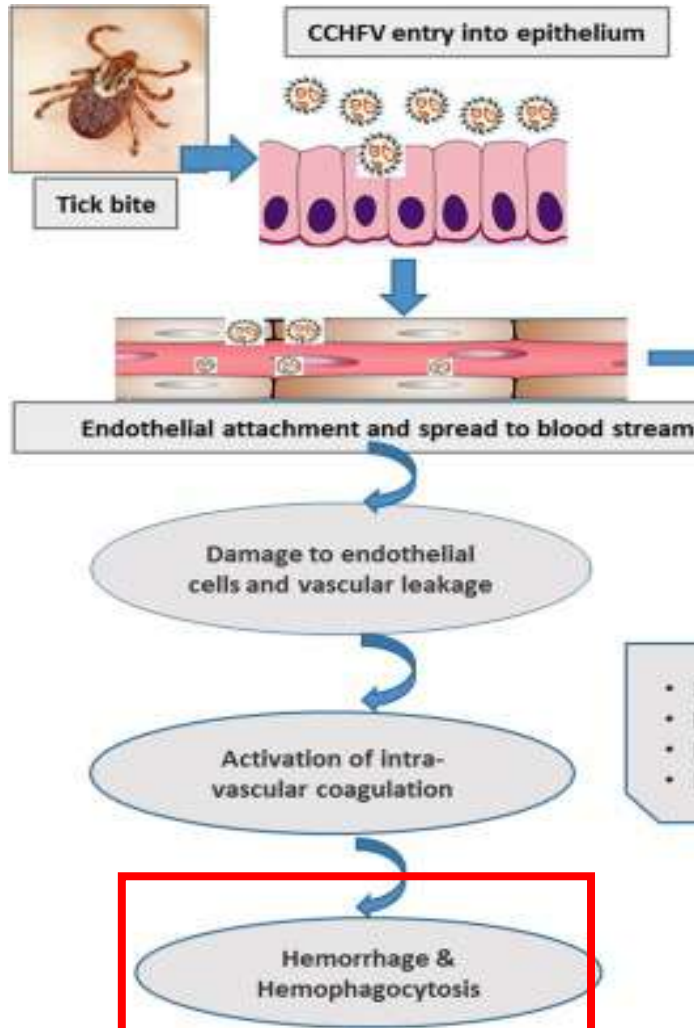 CCHFV entry into epithelium
Tick bite
Endothelial attachment and spread to blood stream
Damage to endothelial
cells and vascular leakage
Activation of intra-
vascular coagulation
Hemorrhage &
Hemophagocytosis